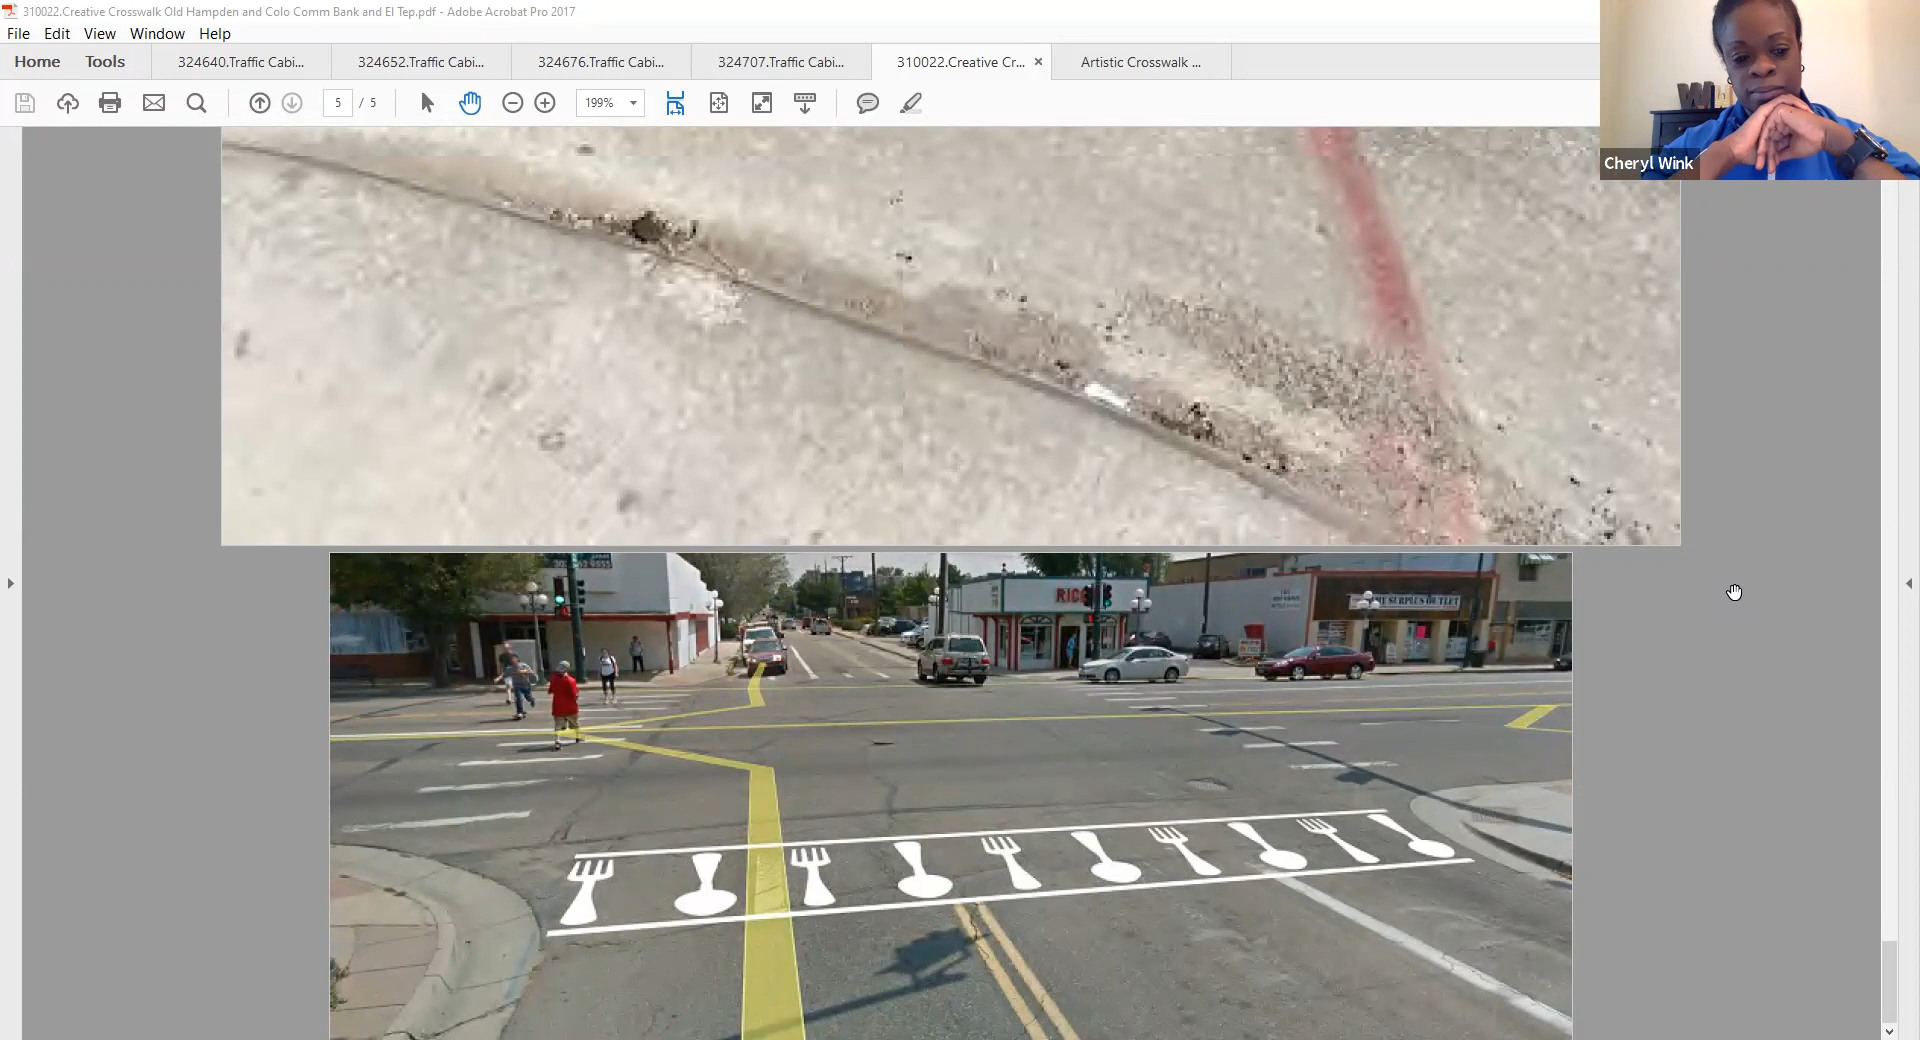 310022.Creative Crosswalk Old Hampden and Colo Comm Bank and El Tep.pdf - Adobe Acrobat Pro 2017
File Edit View Window Help
Home Tools 324640.Traffic Cabi... 324652.Traffic Cabi... 324676.Traffic Cabi... 324707.Traffic Cabi... 310022.Creative Cr... × Artistic Crosswalk ...
5 / 5 199%
Cheryl Wink
SURPLUS OUTLET